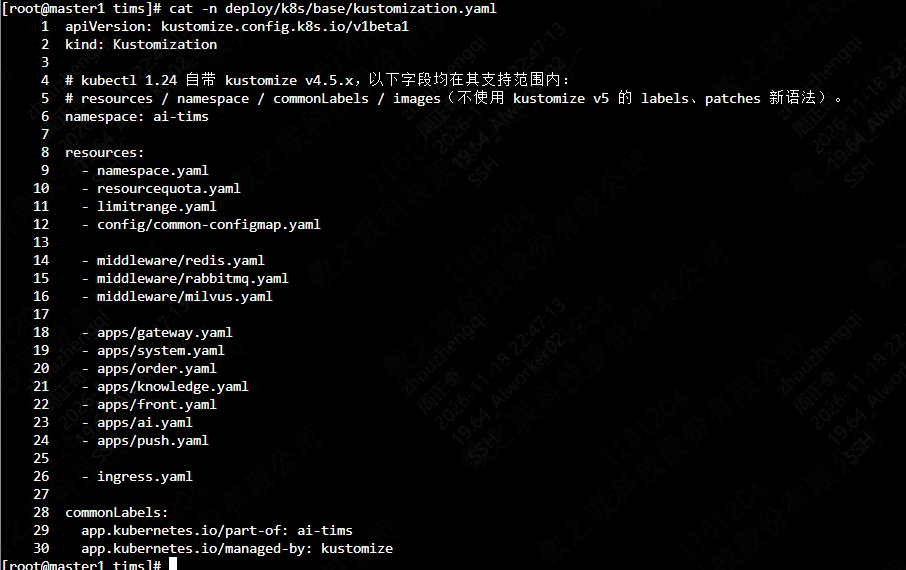 [root@master1 tims]# cat -n deploy/k8s/base/kustomization.yaml
     1	apiVersion: kustomize.config.k8s.io/v1beta1
     2	kind: Kustomization
     3
     4	# kubectl 1.24 自带 kustomize v4.5.x，以下字段均在其支持范围内：
     5	# resources / namespace / commonLabels / images（不使用 kustomize v5 的 labels、patches 新语法）。
     6	namespace: ai-tims
     7
     8	resources:
     9	  - namespace.yaml
    10	  - resourcequota.yaml
    11	  - limitrange.yaml
    12	  - config/common-configmap.yaml
    13
    14	  - middleware/redis.yaml
    15	  - middleware/rabbitmq.yaml
    16	  - middleware/milvus.yaml
    17
    18	  - apps/gateway.yaml
    19	  - apps/system.yaml
    20	  - apps/order.yaml
    21	  - apps/knowledge.yaml
    22	  - apps/front.yaml
    23	  - apps/ai.yaml
    24	  - apps/push.yaml
    25
    26	  - ingress.yaml
    27
    28	commonLabels:
    29	  app.kubernetes.io/part-of: ai-tims
    30	  app.kubernetes.io/managed-by: kustomize
[root@master1 tims]#